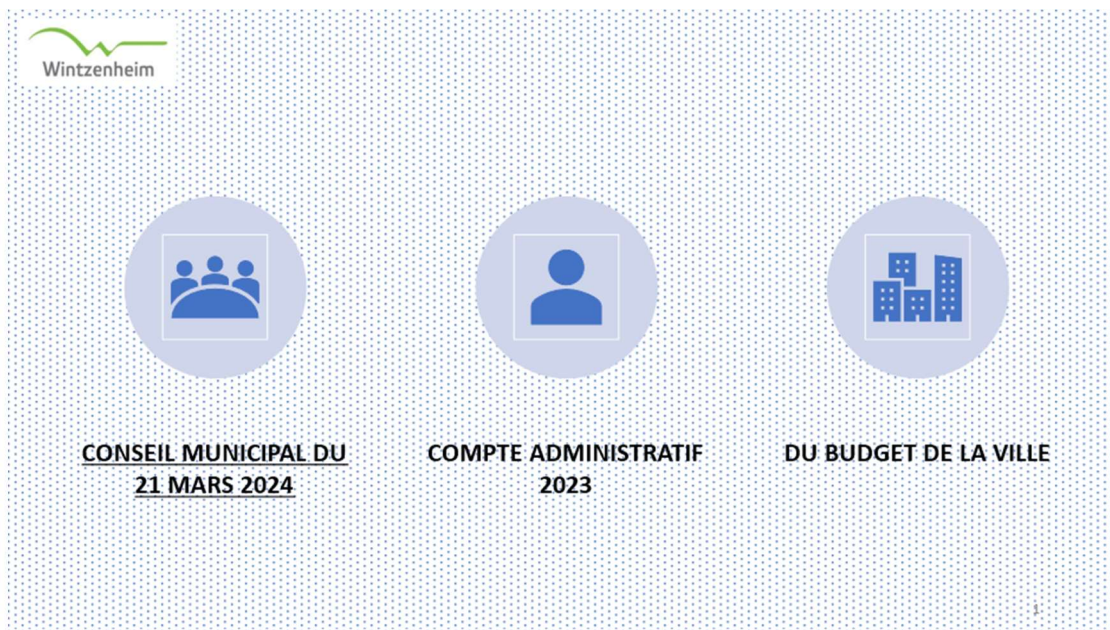 Wintzenheim
CONSEIL MUNICIPAL DU
21 MARS 2024
COMPTE ADMINISTRATIF
2023
DU BUDGET DE LA VILLE
1